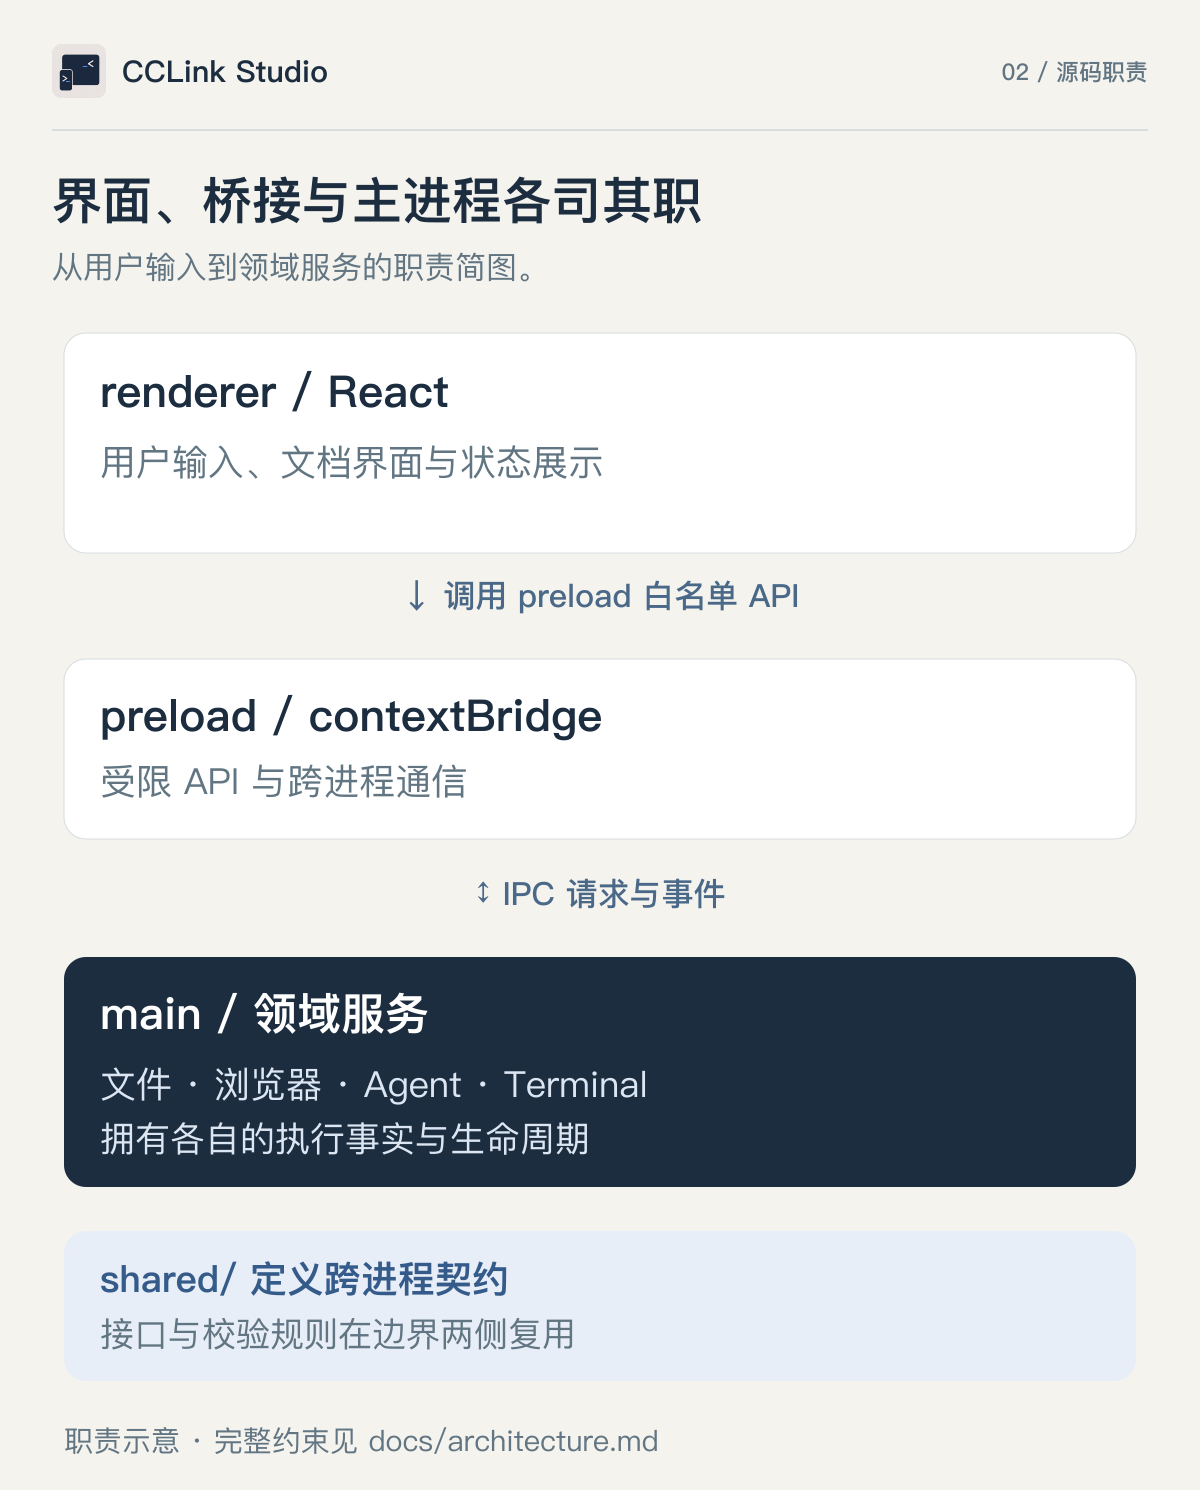 CCLink Studio
02 / 源码职责
界面、桥接与主进程各司其职
从用户输入到领域服务的职责简图。
renderer / React
用户输入、文档界面与状态展示
↓ 调用 preload 白名单 API
preload / contextBridge
受限 API 与跨进程通信
↕ IPC 请求与事件
main / 领域服务
文件 · 浏览器 · Agent · Terminal
拥有各自的执行事实与生命周期
shared/ 定义跨进程契约
接口与校验规则在边界两侧复用
职责示意 · 完整约束见 docs/architecture.md